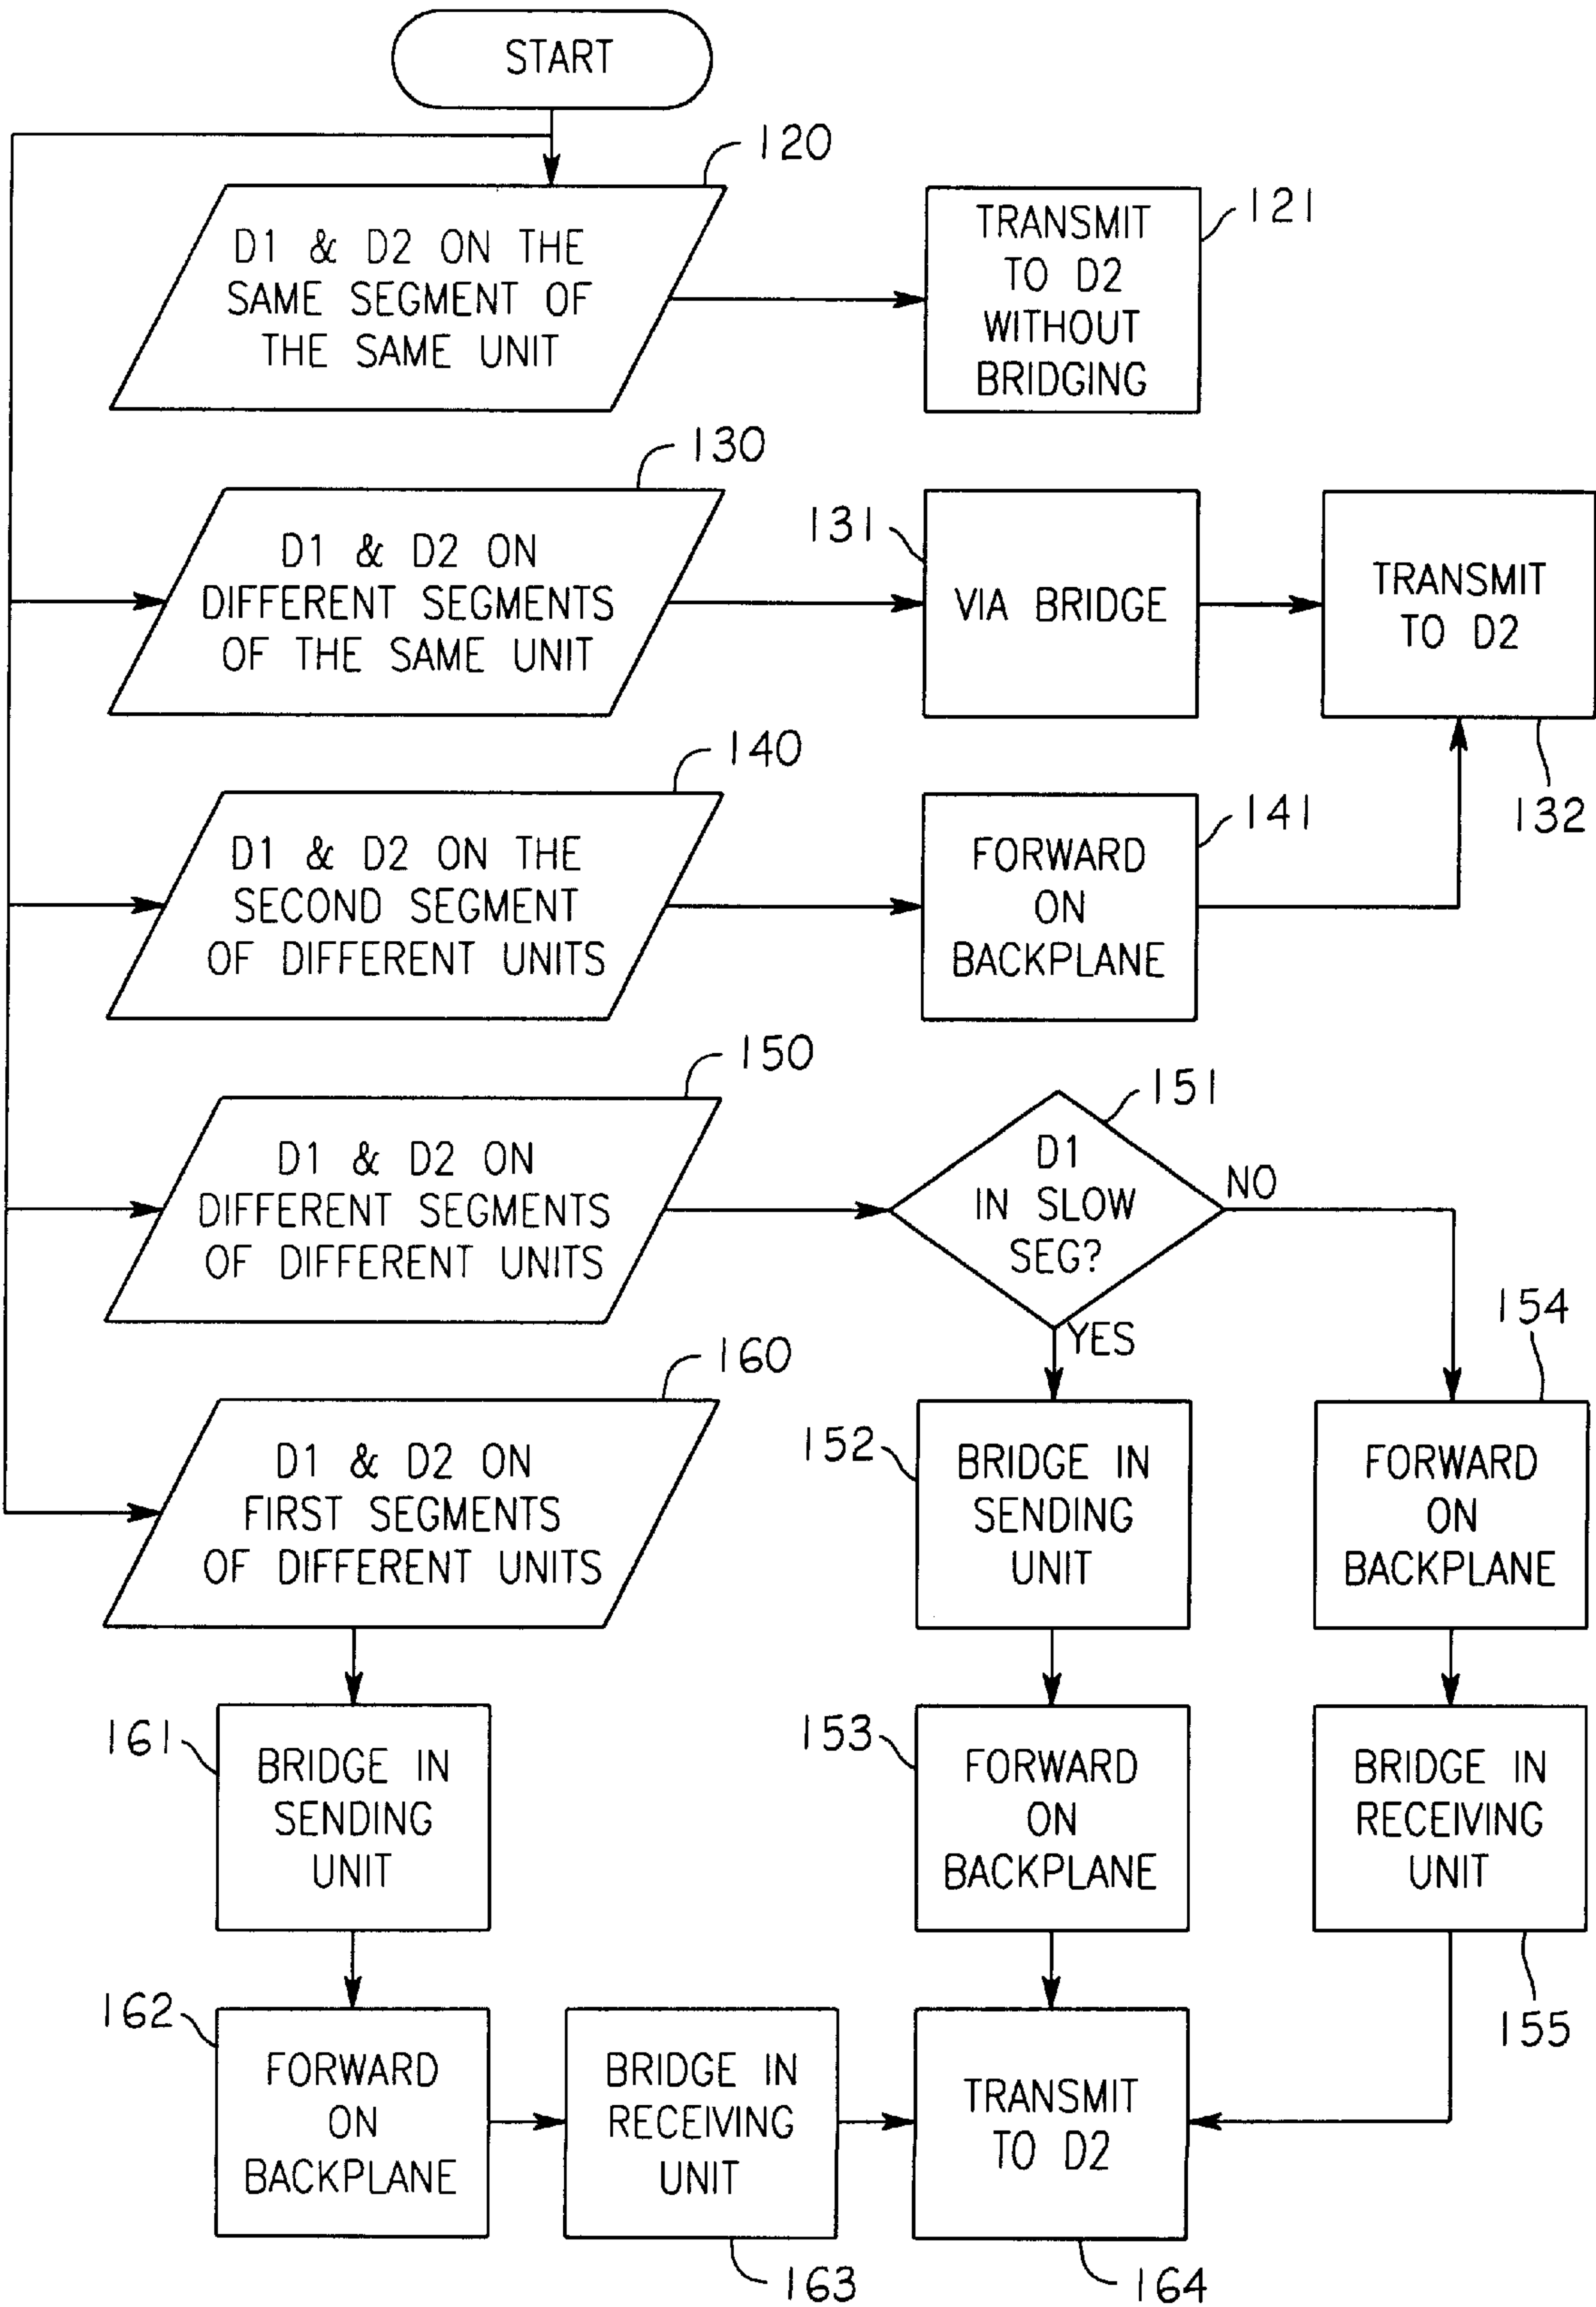 START
120
D1 & D2 ON THE
SAME SEGMENT OF
THE SAME UNIT
TRANSMIT
TO D2
WITHOUT
BRIDGING
121
130
D1 & D2 ON
DIFFERENT SEGMENTS
OF THE SAME UNIT
131
VIA BRIDGE
TRANSMIT
TO D2
132
140
D1 & D2 ON THE
SECOND SEGMENT
OF DIFFERENT UNITS
141
FORWARD
ON
BACKPLANE
150
D1 & D2 ON
DIFFERENT SEGMENTS
OF DIFFERENT UNITS
151
D1
IN SLOW
SEG?
NO
YES
154
160
D1 & D2 ON
FIRST SEGMENTS
OF DIFFERENT UNITS
152
BRIDGE IN
SENDING
UNIT
FORWARD
ON
BACKPLANE
161
BRIDGE IN
SENDING
UNIT
153
FORWARD
ON
BACKPLANE
BRIDGE IN
RECEIVING
UNIT
155
162
FORWARD
ON
BACKPLANE
BRIDGE IN
RECEIVING
UNIT
163
TRANSMIT
TO D2
164